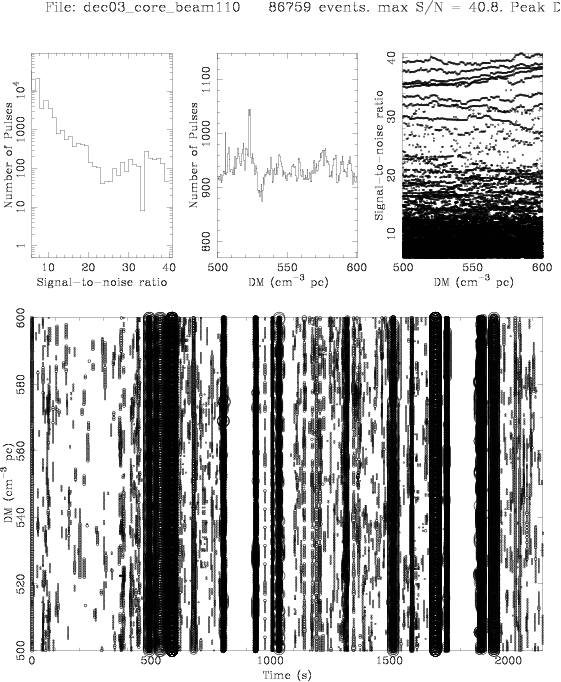 File: dec03_core_beam110 86759 events. max S/N = 40.8. Peak D
Number of Pulses
10⁴
1000
100
10
1
10 20 30 40
Signal-to-noise ratio
Number of Pulses
1100
1000
900
800
500 550 600
DM (cm⁻³ pc)
Signal-to-noise ratio
40
30
20
10
500 550 600
DM (cm⁻³ pc)
DM (cm⁻³ pc)
600
580
560
540
520
500
0 500 1000 1500 2000
Time (s)